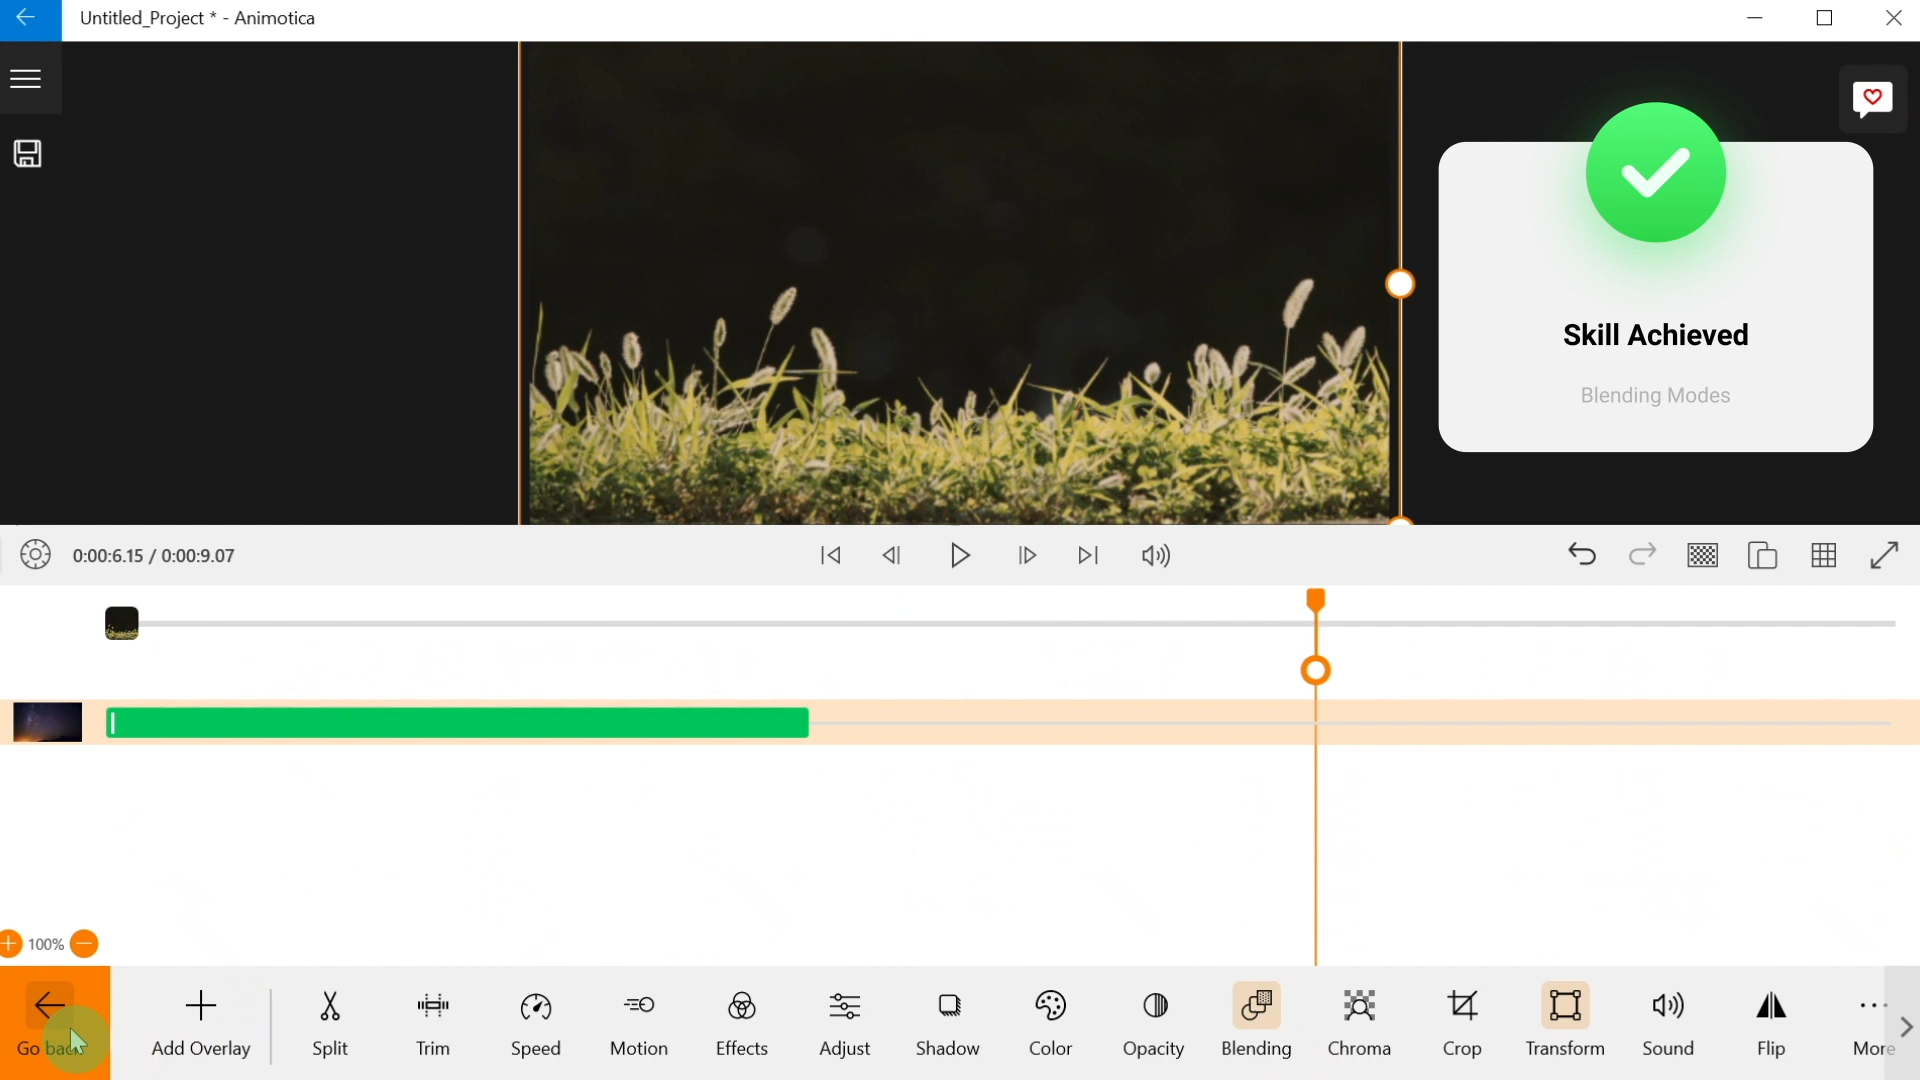 Untitled_Project * - Animotica
Skill Achieved
Blending Modes
0:00:6.15 / 0:00:9.07
100%
Go back
Add Overlay
Split
Trim
Speed
Motion
Effects
Adjust
Shadow
Color
Opacity
Blending
Chroma
Crop
Transform
Sound
Flip
More